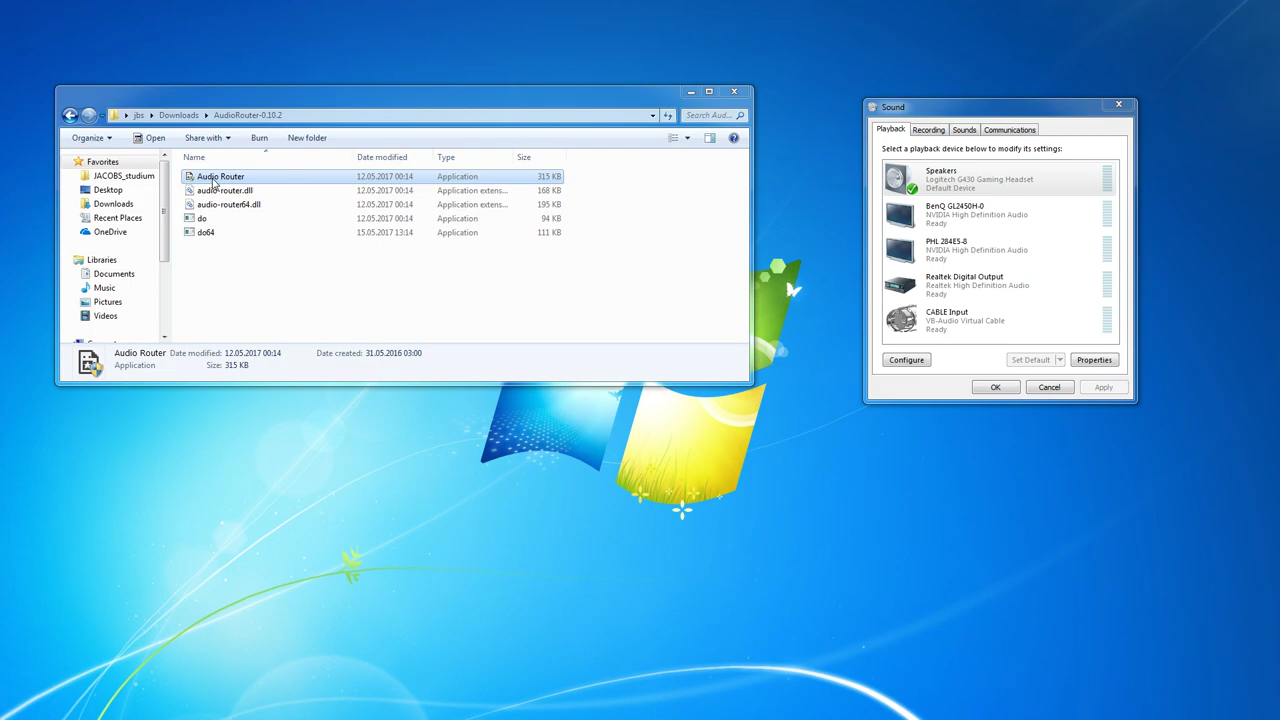 jbs Downloads AudioRouter-0.10.2
Search Aud...
Organize Open Share with Burn New folder
Favorites
JACOBS_studium
Desktop
Downloads
Recent Places
OneDrive
Libraries
Documents
Music
Pictures
Videos
Name Date modified Type Size
Audio Router 12.05.2017 00:14 Application 315 KB
audio-router.dll 12.05.2017 00:14 Application extens... 168 KB
audio-router64.dll 12.05.2017 00:14 Application extens... 195 KB
do 12.05.2017 00:14 Application 94 KB
do64 15.05.2017 13:14 Application 111 KB
Audio Router Date modified: 12.05.2017 00:14 Date created: 31.05.2016 03:00
Application Size: 315 KB
Sound
Playback Recording Sounds Communications
Select a playback device below to modify its settings:
Speakers
Logitech G430 Gaming Headset
Default Device
BenQ GL2450H-0
NVIDIA High Definition Audio
Ready
PHL 284E5-8
NVIDIA High Definition Audio
Ready
Realtek Digital Output
Realtek High Definition Audio
Ready
CABLE Input
VB-Audio Virtual Cable
Ready
Configure Set Default Properties
OK Cancel Apply